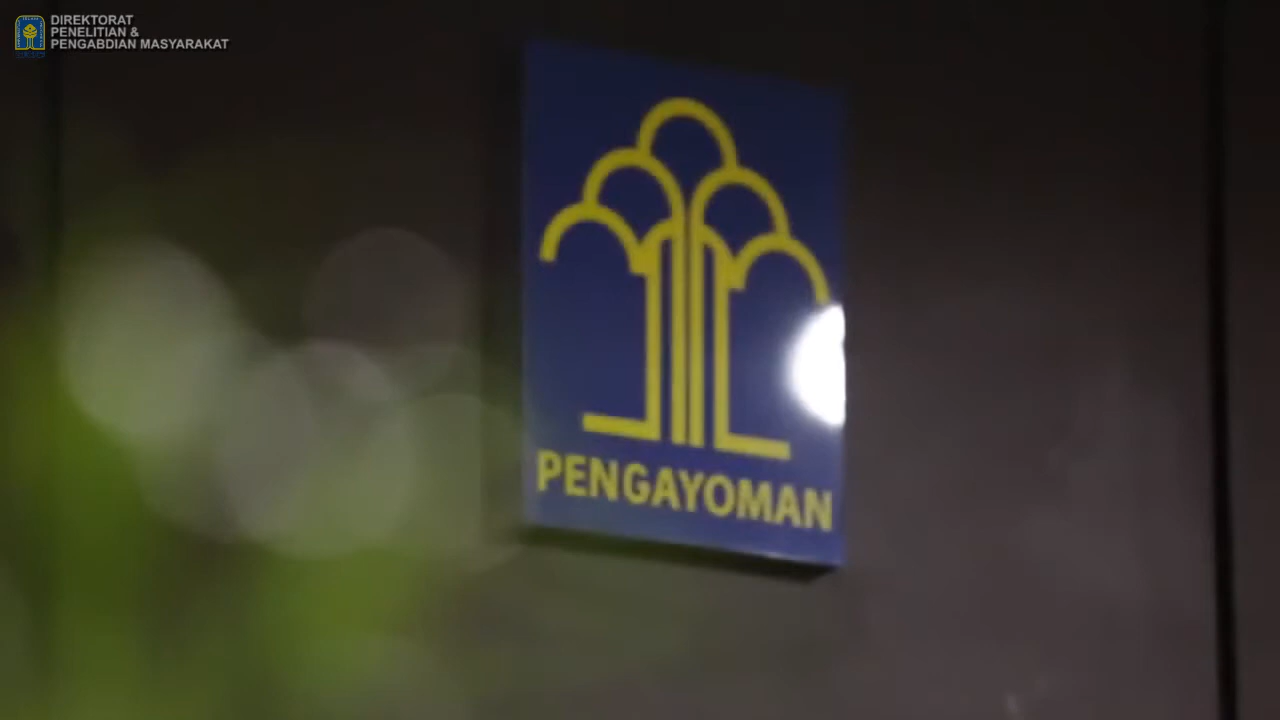 DIREKTORAT
PENELITIAN &
PENGABDIAN MASYARAKAT
PENGAYOMAN